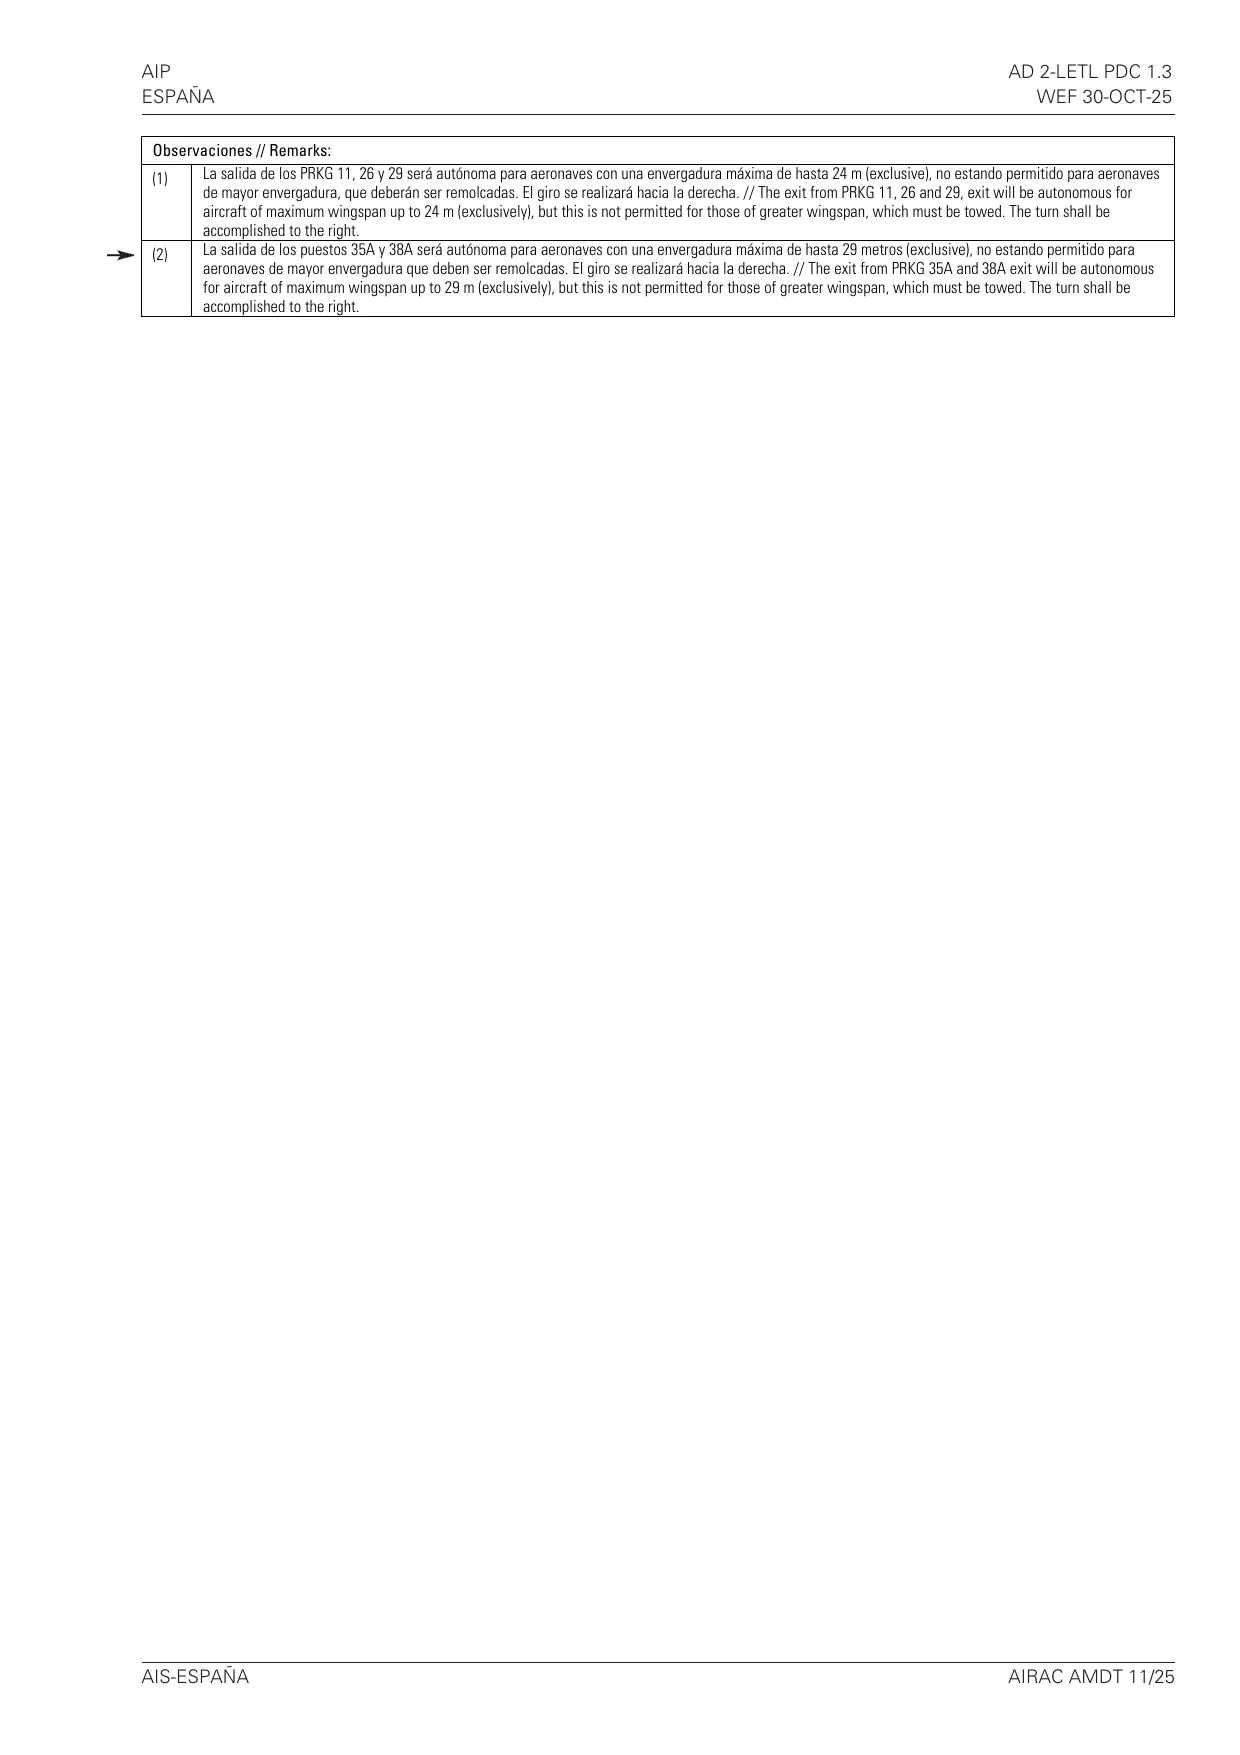 AIP
ESPAÑA
AD 2-LETL PDC 1.3
WEF 30-OCT-25
Observaciones // Remarks:
(1)
La salida de los PRKG 11, 26 y 29 será autónoma para aeronaves con una envergadura máxima de hasta 24 m (exclusive), no estando permitido para aeronaves
de mayor envergadura, que deberán ser remolcadas. El giro se realizará hacia la derecha. // The exit from PRKG 11, 26 and 29, exit will be autonomous for
aircraft of maximum wingspan up to 24 m (exclusively), but this is not permitted for those of greater wingspan, which must be towed. The turn shall be
accomplished to the right.
(2)
La salida de los puestos 35A y 38A será autónoma para aeronaves con una envergadura máxima de hasta 29 metros (exclusive), no estando permitido para
aeronaves de mayor envergadura que deben ser remolcadas. El giro se realizará hacia la derecha. // The exit from PRKG 35A and 38A exit will be autonomous
for aircraft of maximum wingspan up to 29 m (exclusively), but this is not permitted for those of greater wingspan, which must be towed. The turn shall be
accomplished to the right.
AIS-ESPAÑA
AIRAC AMDT 11/25